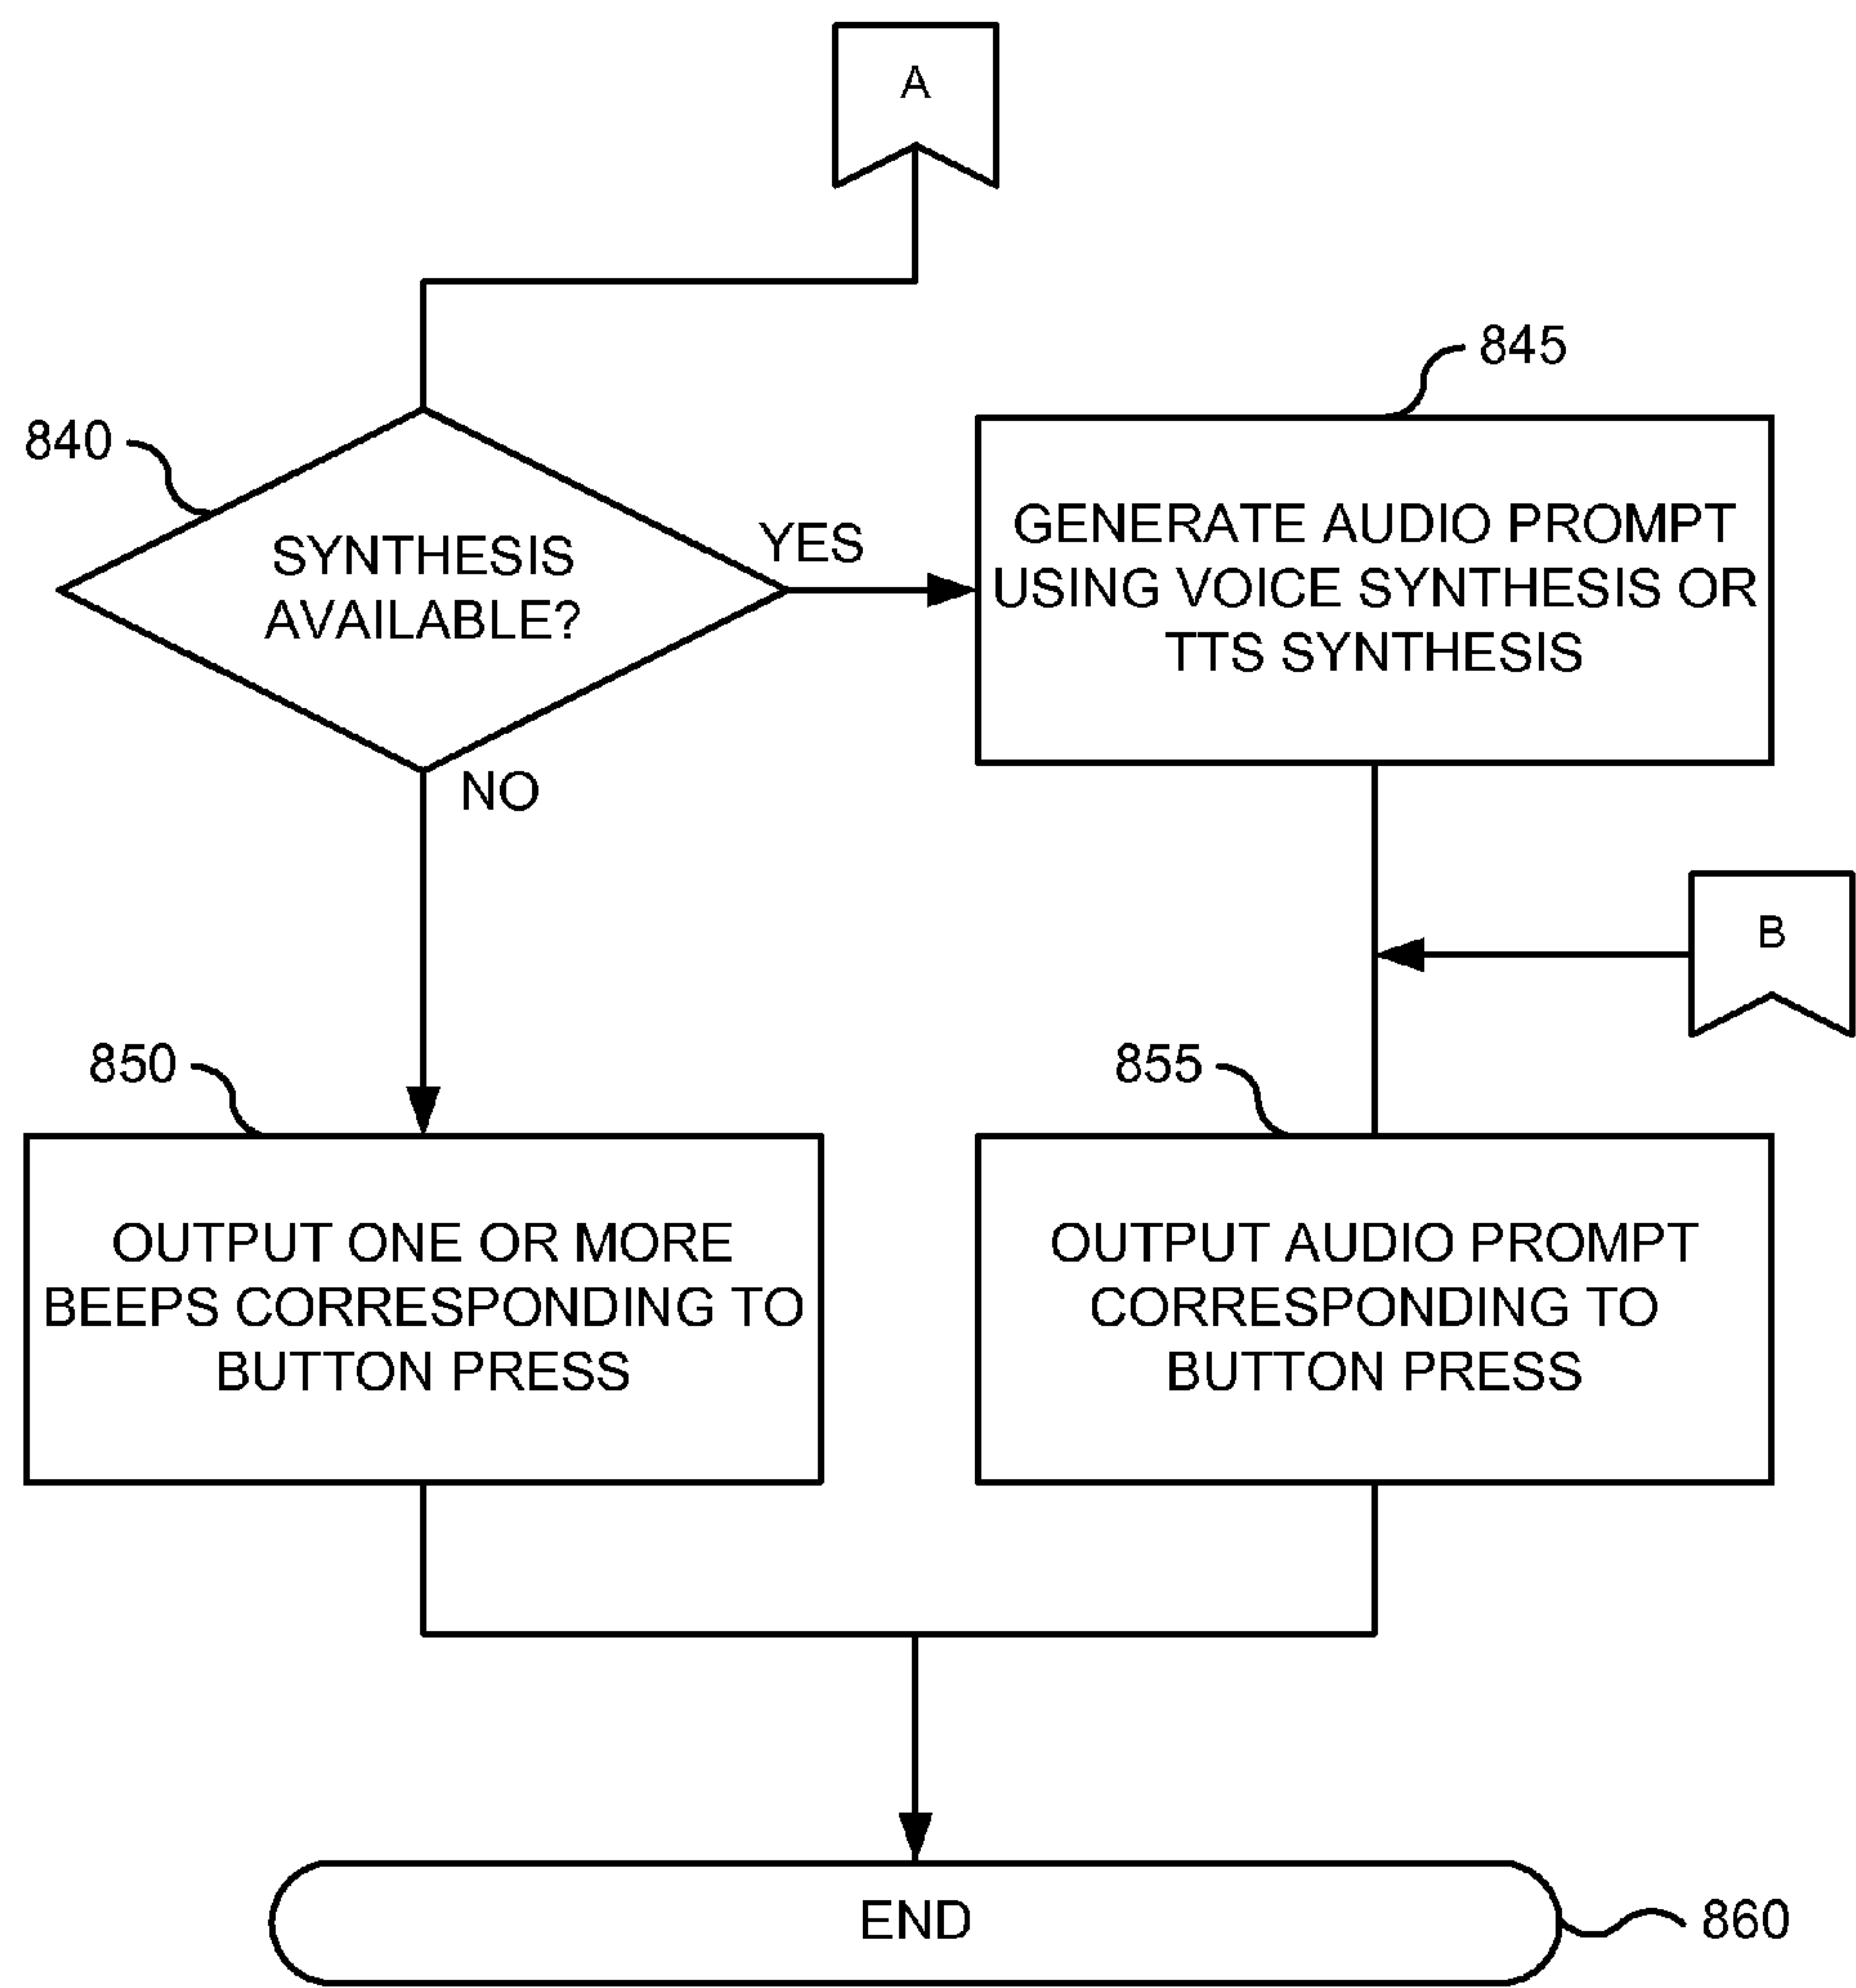 A
845
840
SYNTHESIS
AVAILABLE?
YES
GENERATE AUDIO PROMPT
USING VOICE SYNTHESIS OR
TTS SYNTHESIS
NO
B
850
855
OUTPUT ONE OR MORE
BEEPS CORRESPONDING TO
BUTTON PRESS
OUTPUT AUDIO PROMPT
CORRESPONDING TO
BUTTON PRESS
END
860